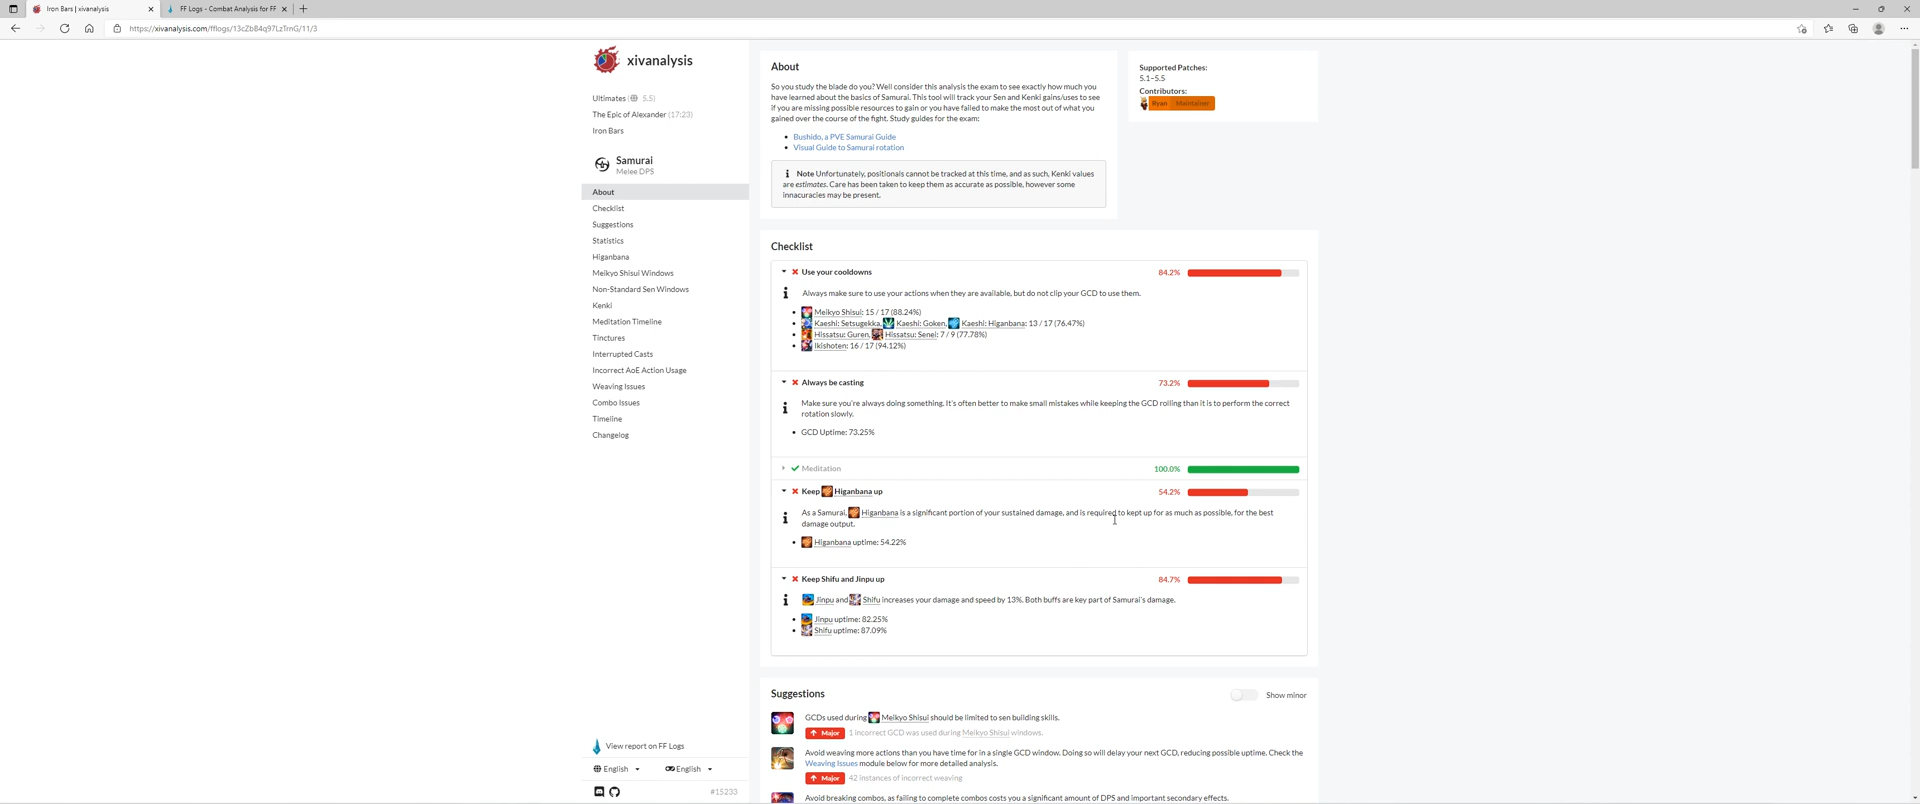 Iron Bars | xivanalysis
FF Logs - Combat Analysis for FF
https://xivanalysis.com/fflogs/13cZbB4q97LzTrnG/11/3
xivanalysis
Ultimates (5.5)
The Epic of Alexander (17:23)
Iron Bars
Samurai
Melee DPS
About
Checklist
Suggestions
Statistics
Higanbana
Meikyo Shisui Windows
Non-Standard Sen Windows
Kenki
Meditation Timeline
Tinctures
Interrupted Casts
Incorrect AoE Action Usage
Weaving Issues
Combo Issues
Timeline
Changelog
View report on FF Logs
English
English
#15233
About
So you study the blade do you? Well consider this analysis the exam to see exactly how much you
have learned about the basics of Samurai. This tool will track your Sen and Kenki gains/uses to see
if you are missing possible resources to gain or you have failed to make the most out of what you
gained over the course of the fight. Study guides for the exam:
• Bushido, a PVE Samurai Guide
• Visual Guide to Samurai rotation
i Note Unfortunately, positionals cannot be tracked at this time, and as such, Kenki values
are estimates. Care has been taken to keep them as accurate as possible, however some
innacuracies may be present.
Supported Patches:
5.1–5.5
Contributors:
Ryan Maintainer
Checklist
Use your cooldowns 84.2%
Always make sure to use your actions when they are available, but do not clip your GCD to use them.
• Meikyo Shisui: 15 / 17 (88.24%)
• Kaeshi: Setsugekka, Kaeshi: Goken, Kaeshi: Higanbana: 13 / 17 (76.47%)
• Hissatsu: Guren, Hissatsu: Senei: 7 / 9 (77.78%)
• Ikishoten: 16 / 17 (94.12%)
Always be casting 73.2%
Make sure you're always doing something. It's often better to make small mistakes while keeping the GCD rolling than it is to perform the correct
rotation slowly.
• GCD Uptime: 73.25%
Meditation 100.0%
Keep Higanbana up 54.2%
As a Samurai, Higanbana is a significant portion of your sustained damage, and is required to kept up for as much as possible, for the best
damage output.
• Higanbana uptime: 54.22%
Keep Shifu and Jinpu up 84.7%
Jinpu and Shifu increases your damage and speed by 13%. Both buffs are key part of Samurai's damage.
• Jinpu uptime: 82.25%
• Shifu uptime: 87.09%
Suggestions
Show minor
GCDs used during Meikyo Shisui should be limited to sen building skills.
Major 1 incorrect GCD was used during Meikyo Shisui windows.
Avoid weaving more actions than you have time for in a single GCD window. Doing so will delay your next GCD, reducing possible uptime. Check the
Weaving Issues module below for more detailed analysis.
Major 42 instances of incorrect weaving
Avoid breaking combos, as failing to complete combos costs you a significant amount of DPS and important secondary effects.